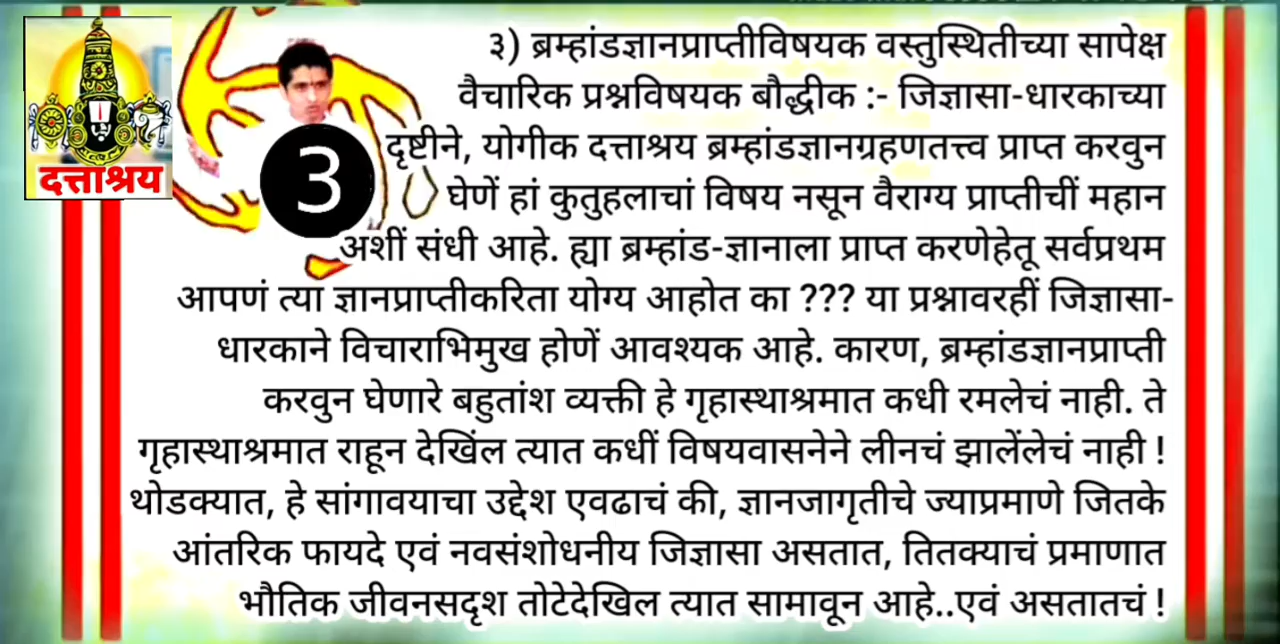 ३) ब्रम्हांडज्ञानप्राप्तीविषयक वस्तुस्थितीच्या सापेक्ष
वैचारिक प्रश्नविषयक बौद्धीक :- जिज्ञासा-धारकाच्या
दृष्टीने, योगीक दत्ताश्रय ब्रम्हांडज्ञानग्रहणतत्त्व प्राप्त करवुन
घेणें हां कुतुहलाचां विषय नसून वैराग्य प्राप्तीचीं महान
अशीं संधी आहे. ह्या ब्रम्हांड-ज्ञानाला प्राप्त करणेहेतू सर्वप्रथम
आपणं त्या ज्ञानप्राप्तीकरिता योग्य आहोत का ??? या प्रश्नावरहीं जिज्ञासा-
धारकाने विचाराभिमुख होणें आवश्यक आहे. कारण, ब्रम्हांडज्ञानप्राप्ती
करवुन घेणारे बहुतांश व्यक्ती हे गृहास्थाश्रमात कधी रमलेचं नाही. ते
गृहास्थाश्रमात राहून देखिंल त्यात कधीं विषयवासनेने लीनचं झालेंलेचं नाही !
थोडक्यात, हे सांगावयाचा उद्देश एवढाचं की, ज्ञानजागृतीचे ज्याप्रमाणे जितके
आंतरिक फायदे एवं नवसंशोधनीय जिज्ञासा असतात, तितक्याचं प्रमाणात
भौतिक जीवनसदृश तोटेदेखिल त्यात सामावून आहे..एवं असतातचं !
दत्ताश्रय
3